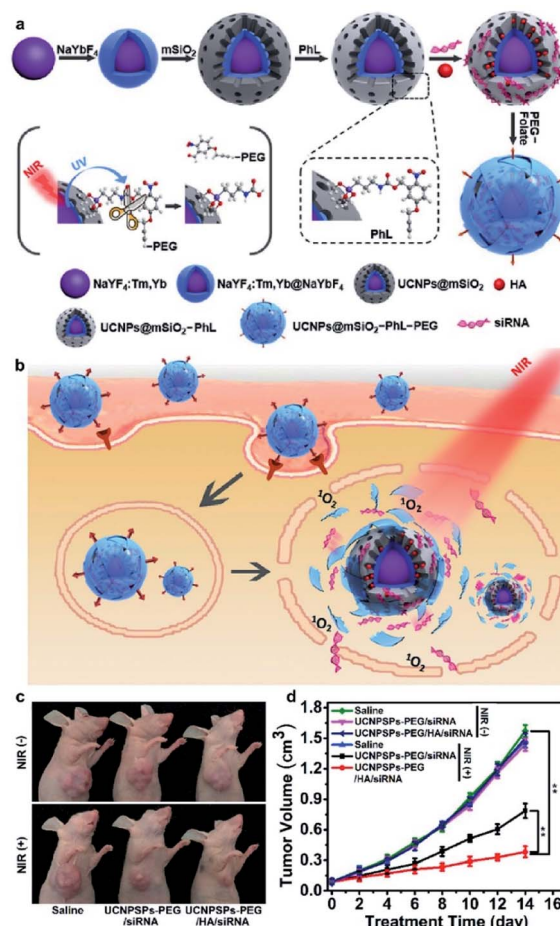 a
NaYbF₄
mSiO₂
PhL
PEG-Folate
NIR
UV
PEG
PEG
PEG
PhL
NaYF₄:Tm,Yb
NaYF₄:Tm,Yb@NaYbF₄
UCNPs@mSiO₂
HA
UCNPs@mSiO₂-PhL
UCNPs@mSiO₂-PhL-PEG
siRNA
b
NIR
¹O₂
¹O₂
¹O₂
¹O₂
c
NIR (-)
NIR (+)
Saline
UCNPSPs-PEG
/siRNA
UCNPSPs-PEG
/HA/siRNA
d
Tumor Volume (cm³)
1.8
1.5
1.2
0.9
0.6
0.3
0.0
Saline
UCNPSPs-PEG/siRNA
UCNPSPs-PEG/HA/siRNA
NIR (-)
Saline
UCNPSPs-PEG/siRNA
UCNPSPs-PEG
/HA/siRNA
NIR (+)
**
**
0 2 4 6 8 10 12 14 16
Treatment Time (day)